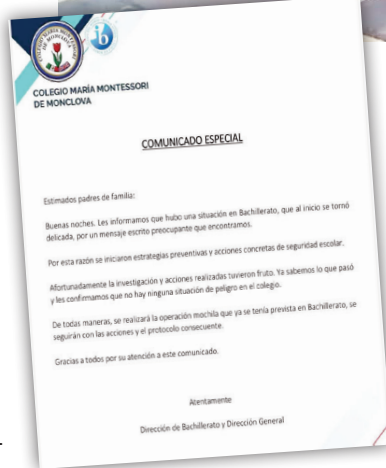 COLEGIO MARÍA MONTESSORI
DE MONCLOVA
COMUNICADO ESPECIAL
Estimados padres de familia:
Buenas noches. Les informamos que hubo una situación en Bachillerato, que al inicio se tornó
delicada, por un mensaje escrito preocupante que encontramos.
Por esta razón se iniciaron estrategias preventivas y acciones concretas de seguridad escolar.
Afortunadamente la investigación y acciones realizadas tuvieron fruto. Ya sabemos lo que pasó
y les confirmamos que no hay ninguna situación de peligro en el colegio.
De todas maneras, se realizará la operación mochila que ya se tenía prevista en Bachillerato, se
seguirán con las acciones y el protocolo consecuente.
Gracias a todos por su atención a este comunicado.
Atentamente
Dirección de Bachillerato y Dirección General